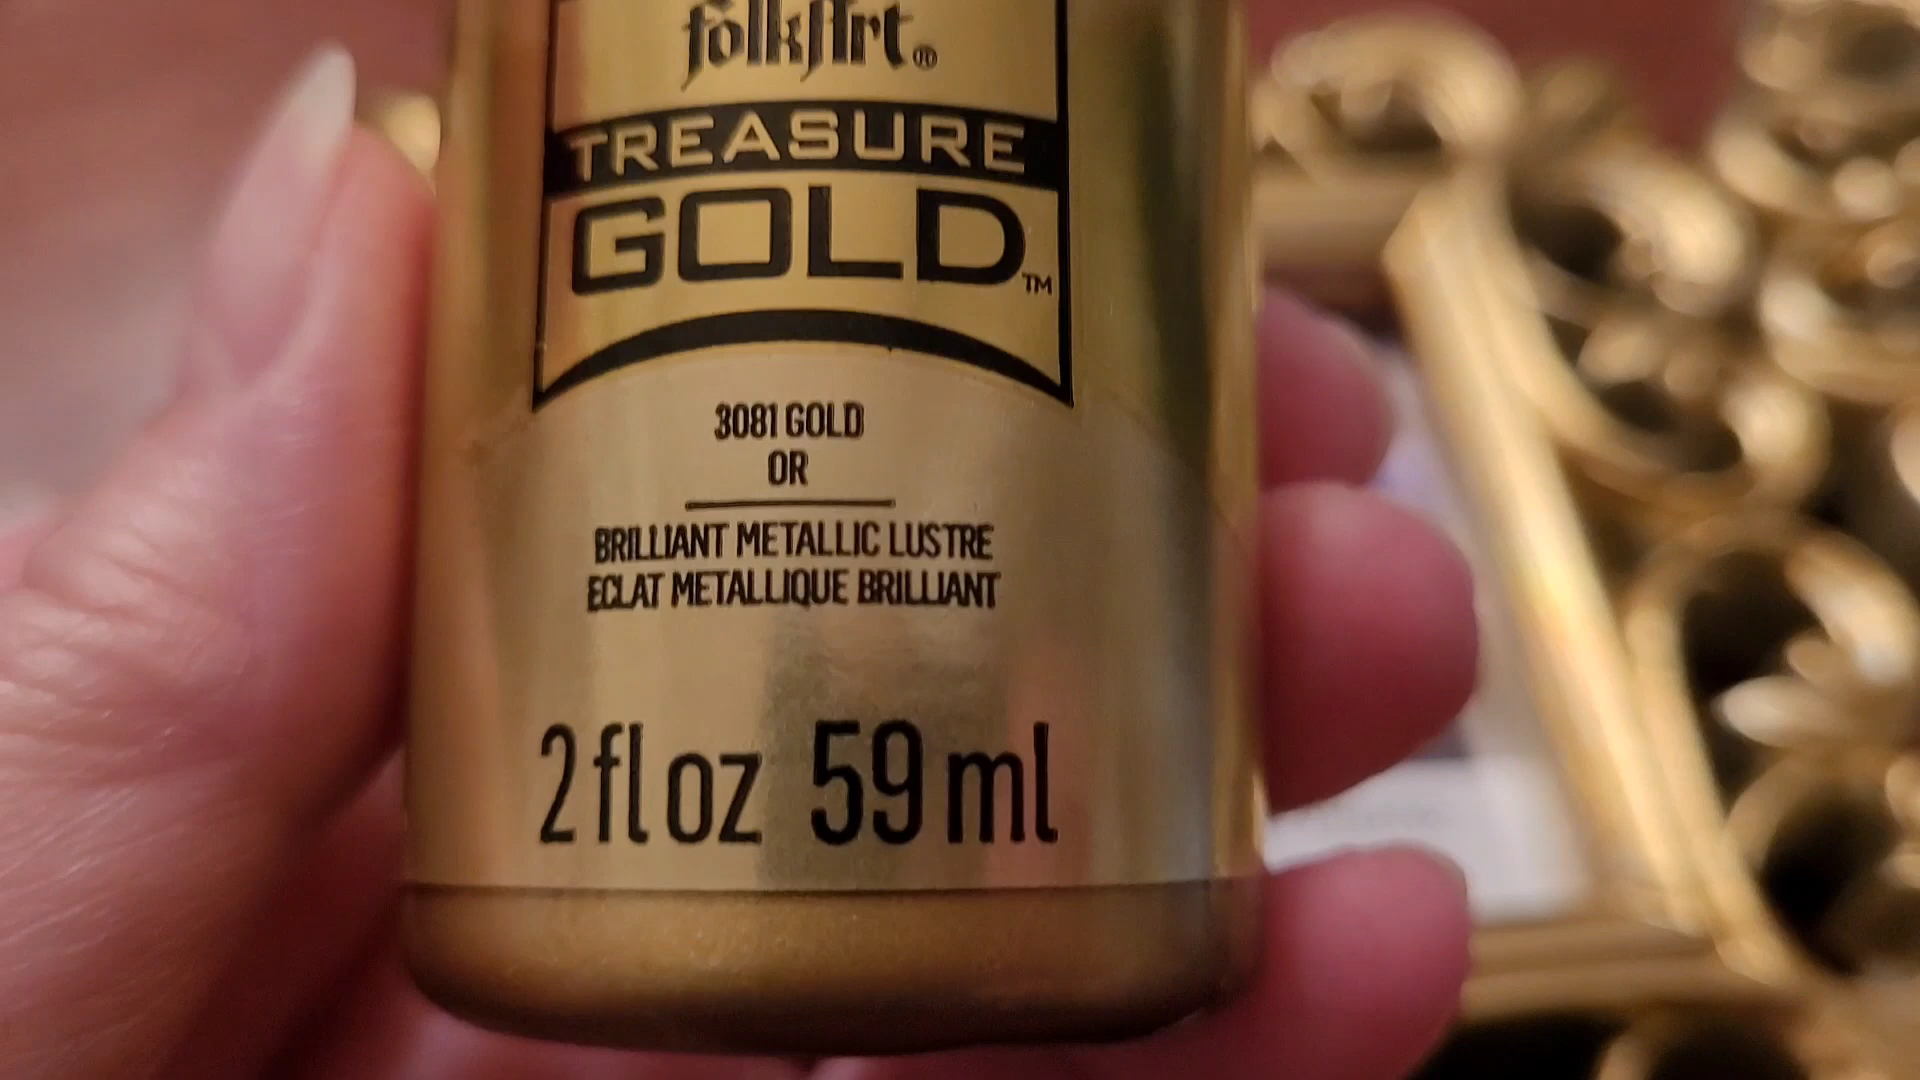 folkArt®
TREASURE
GOLD™
3081 GOLD
OR
BRILLIANT METALLIC LUSTRE
ECLAT METALLIQUE BRILLIANT
2 fl oz 59 ml